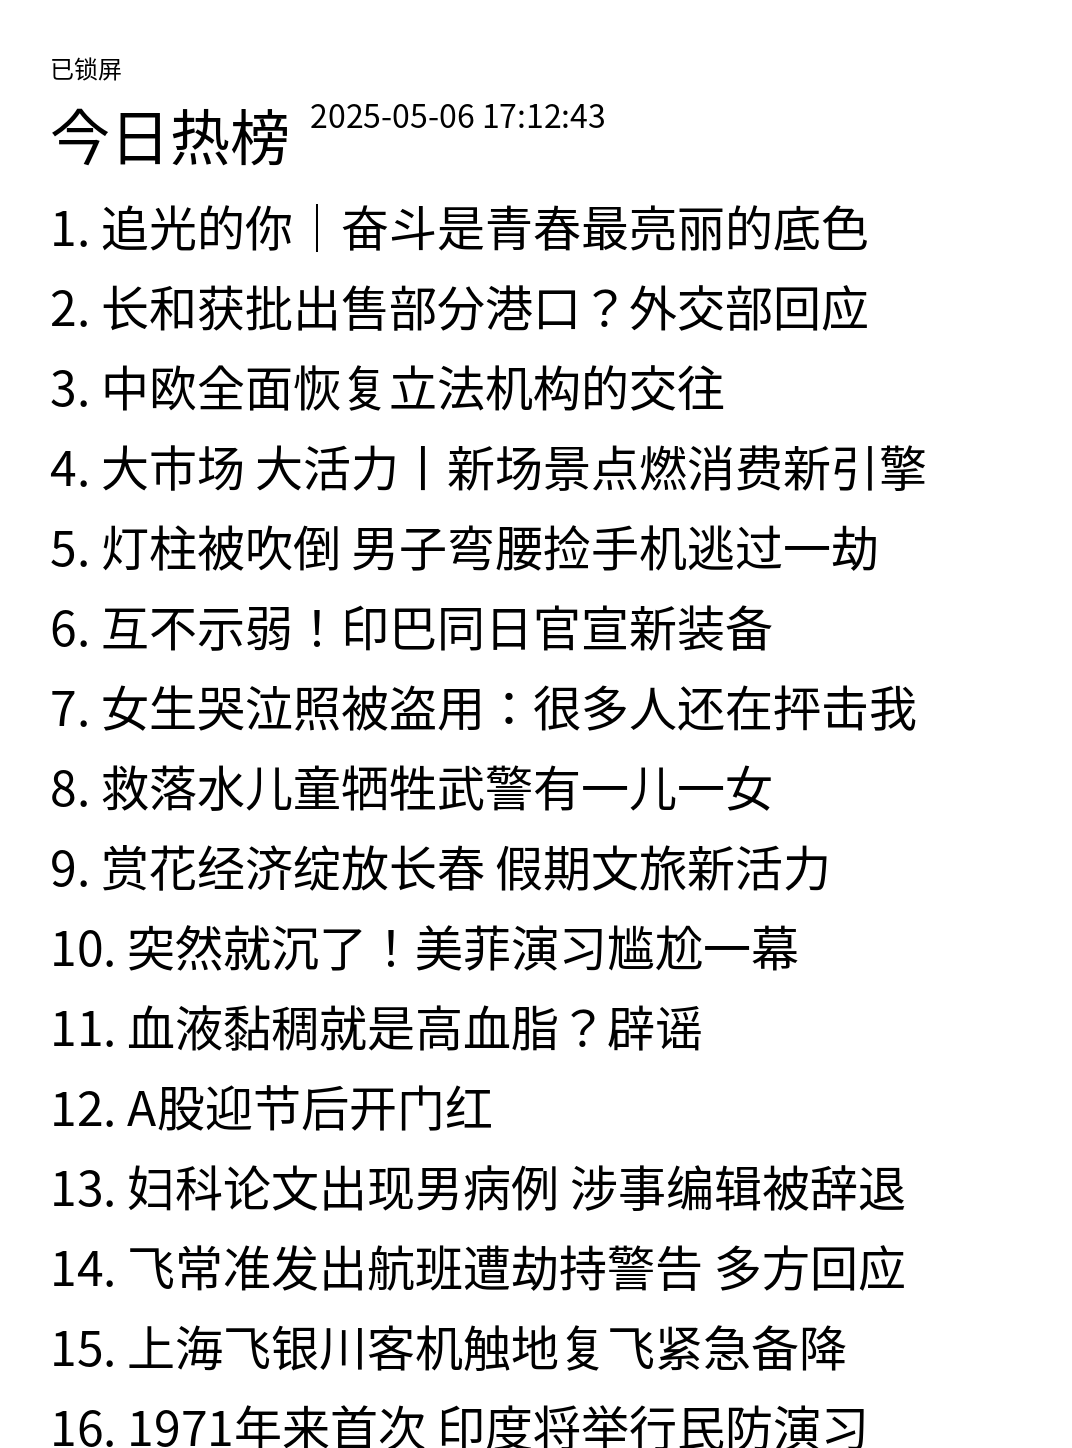 已锁屏
今日热榜 2025-05-06 17:12:43
1. 追光的你｜奋斗是青春最亮丽的底色
2. 长和获批出售部分港口？外交部回应
3. 中欧全面恢复立法机构的交往
4. 大市场 大活力丨新场景点燃消费新引擎
5. 灯柱被吹倒 男子弯腰捡手机逃过一劫
6. 互不示弱！印巴同日官宣新装备
7. 女生哭泣照被盗用：很多人还在抨击我
8. 救落水儿童牺牲武警有一儿一女
9. 赏花经济绽放长春 假期文旅新活力
10. 突然就沉了！美菲演习尴尬一幕
11. 血液黏稠就是高血脂？辟谣
12. A股迎节后开门红
13. 妇科论文出现男病例 涉事编辑被辞退
14. 飞常准发出航班遭劫持警告 多方回应
15. 上海飞银川客机触地复飞紧急备降
16. 1971年来首次 印度将举行民防演习